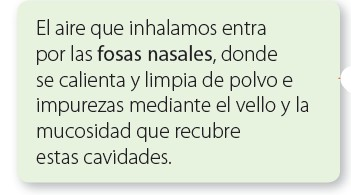 El aire que inhalamos entra
por las fosas nasales, donde
se calienta y limpia de polvo e
impurezas mediante el vello y la
mucosidad que recubre
estas cavidades.